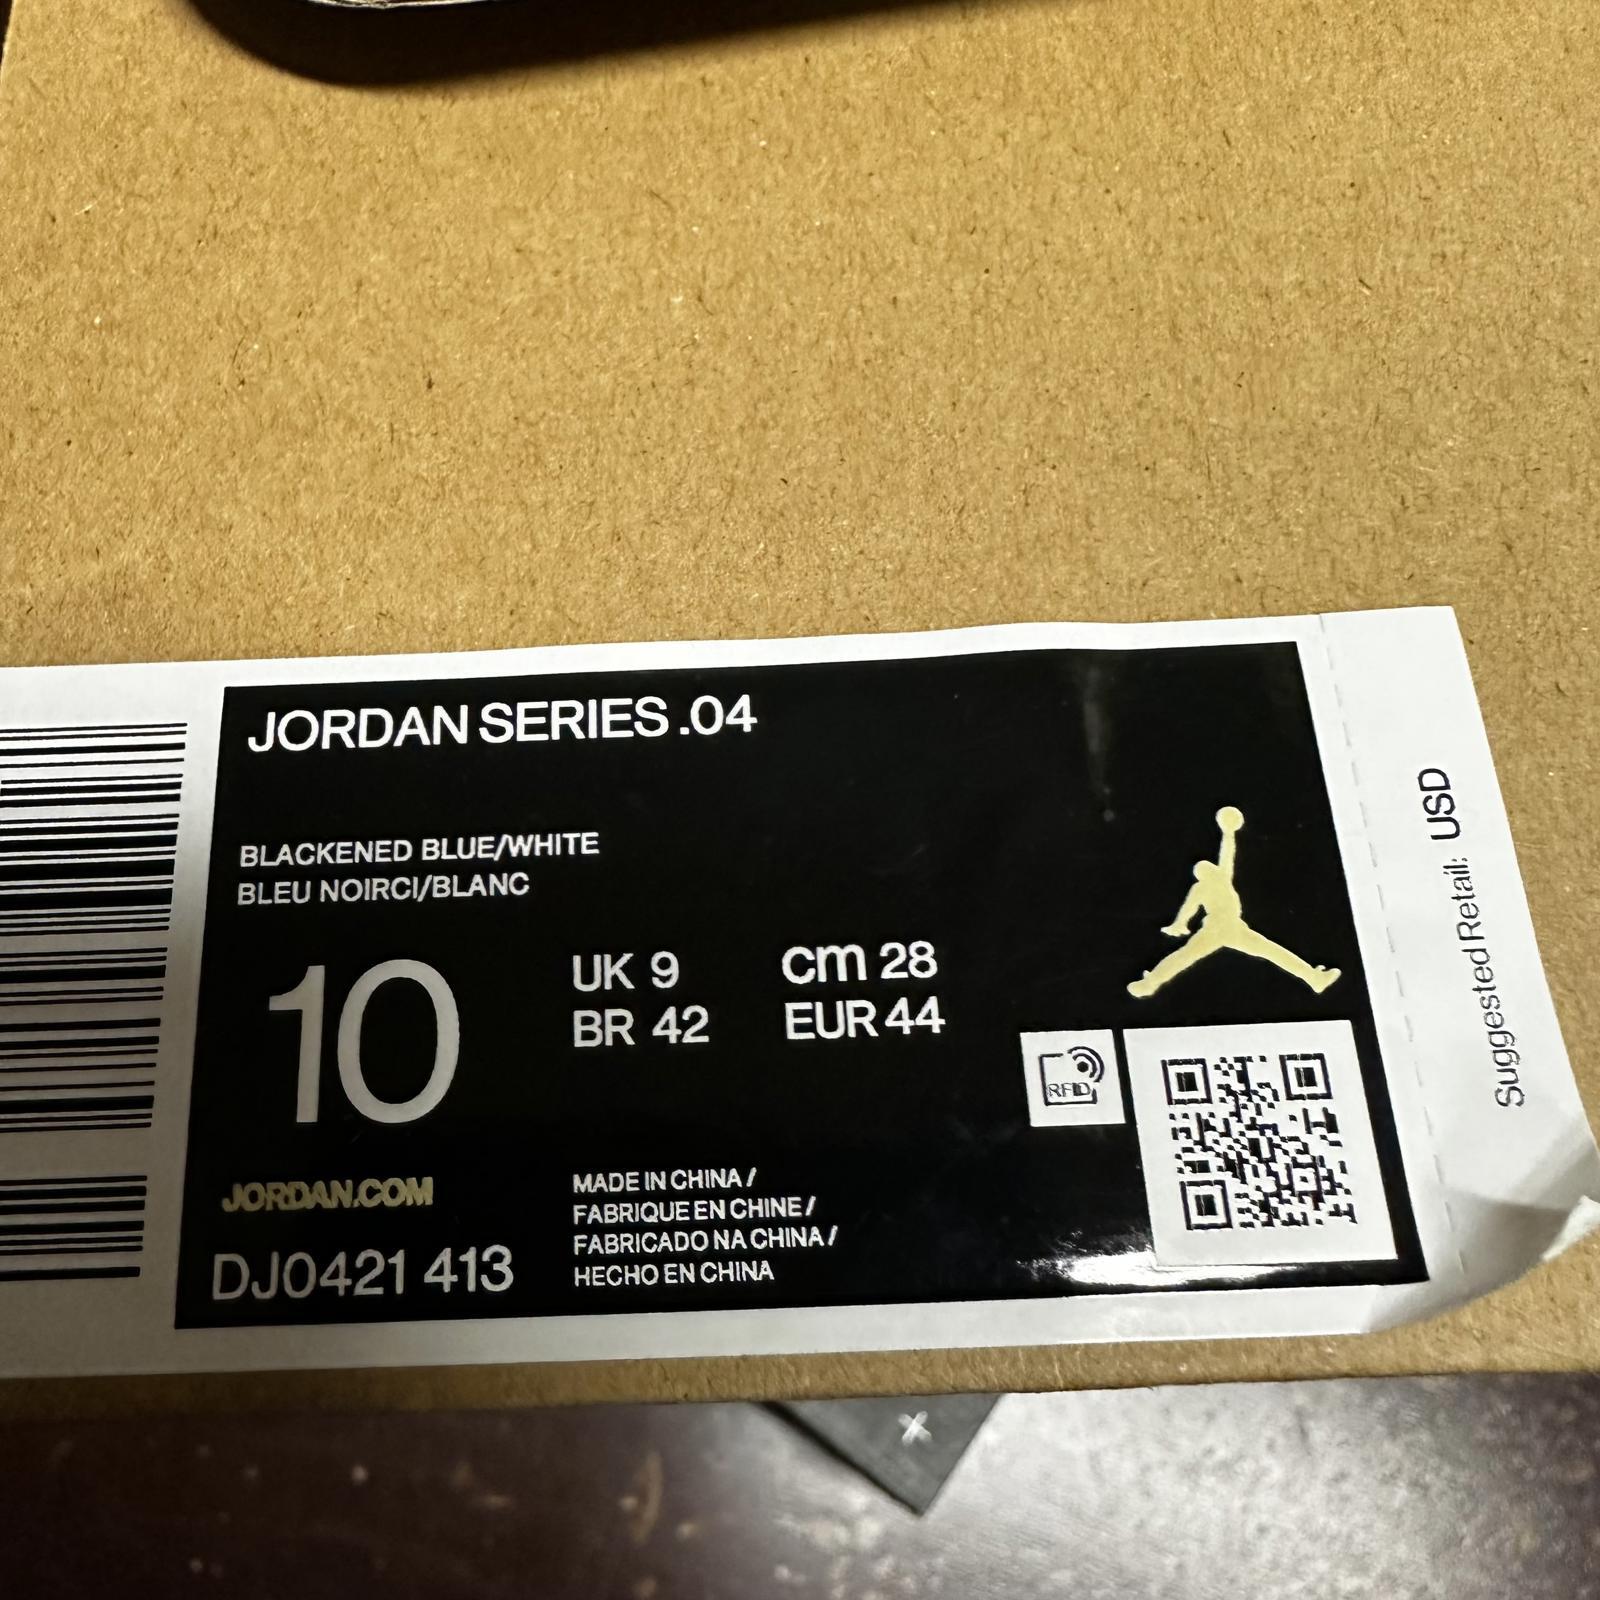 JORDAN SERIES .04
BLACKENED BLUE/WHITE
BLEU NOIRCI/BLANC
10
UK 9
cm 28
BR 42
EUR 44
RFID
JORDAN.COM
DJ0421 413
MADE IN CHINA /
FABRIQUE EN CHINE /
FABRICADO NA CHINA /
HECHO EN CHINA
Suggested Retail: USD